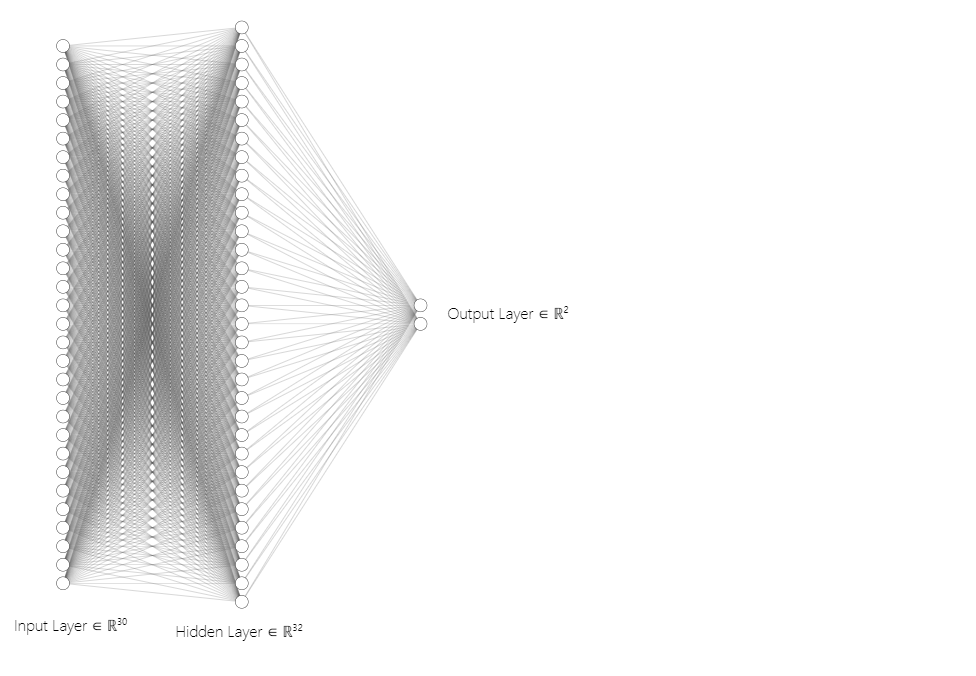 Input Layer ∈ ℝ³⁰
Hidden Layer ∈ ℝ³²
Output Layer ∈ ℝ²